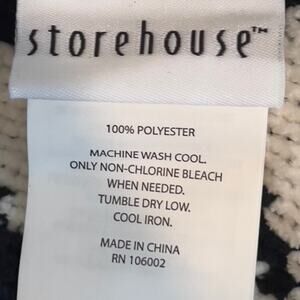 storehouse™
100% POLYESTER
MACHINE WASH COOL.
ONLY NON-CHLORINE BLEACH
WHEN NEEDED.
TUMBLE DRY LOW.
COOL IRON.
MADE IN CHINA
RN 106002